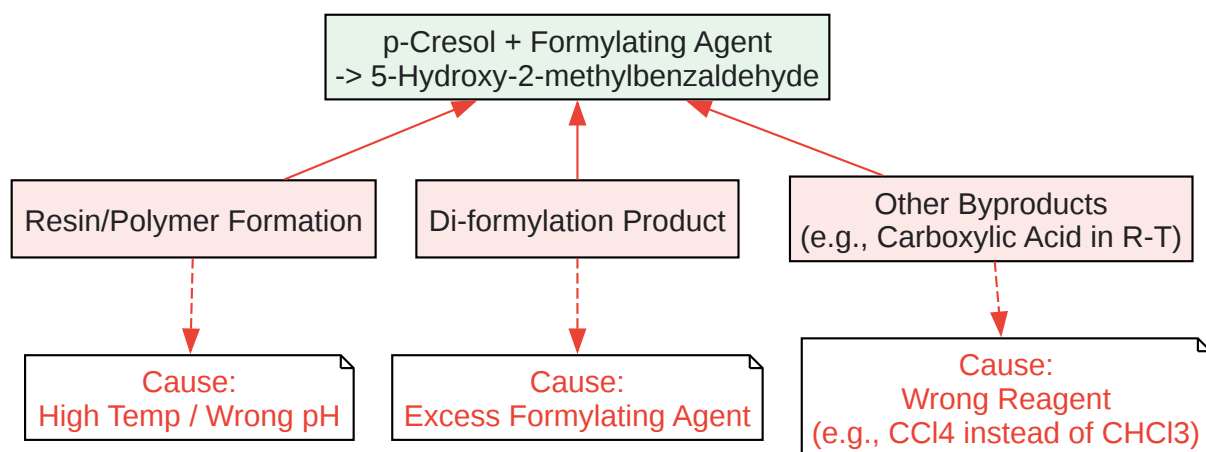 p-Cresol + Formylating Agent
-> 5-Hydroxy-2-methylbenzaldehyde
Resin/Polymer Formation
Di-formylation Product
Other Byproducts
(e.g., Carboxylic Acid in R-T)
Cause:
High Temp / Wrong pH
Cause:
Excess Formylating Agent
Cause:
Wrong Reagent
(e.g., CCl4 instead of CHCl3)